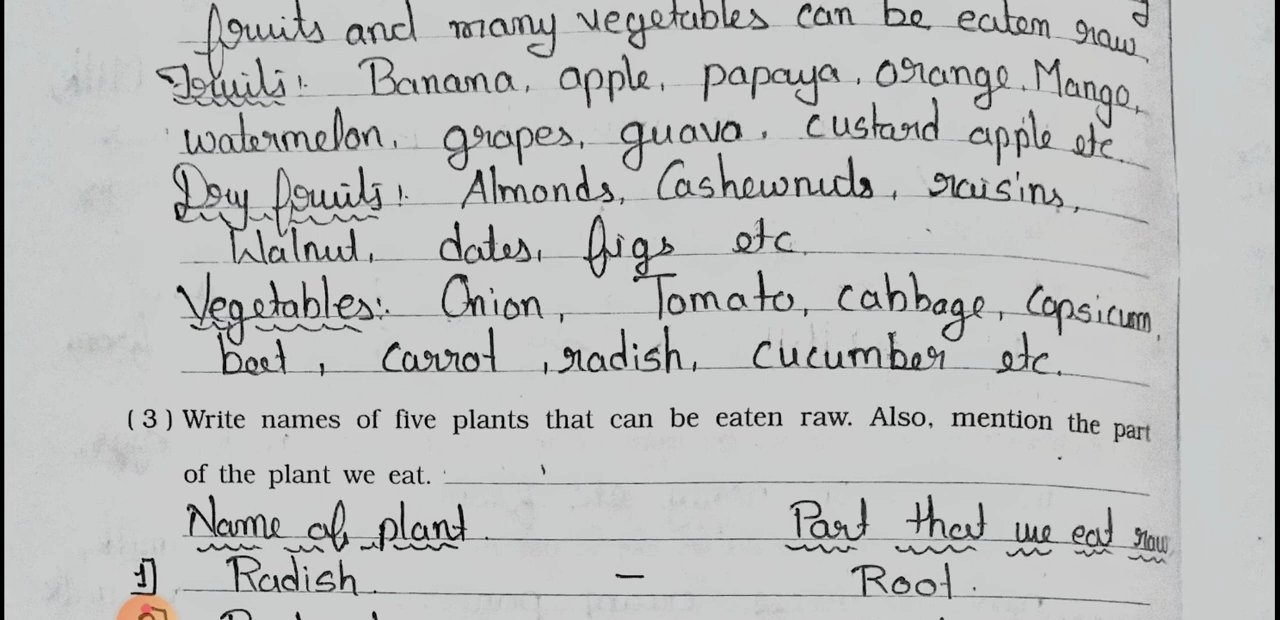 fruits and many vegetables can be eaten raw.
Fruits: Banana, apple, papaya, orange, Mango,
watermelon, grapes, guava, custard apple etc.
Dry fruits: Almonds, Cashewnuts, raisins,
Walnut, dates, figs etc.
Vegetables: Onion, Tomato, cabbage, Capsicum,
beet, carrot, radish, cucumber etc.
(3) Write names of five plants that can be eaten raw. Also, mention the part
of the plant we eat.
Name of plant. Part that we eat raw
1] Radish. – Root.